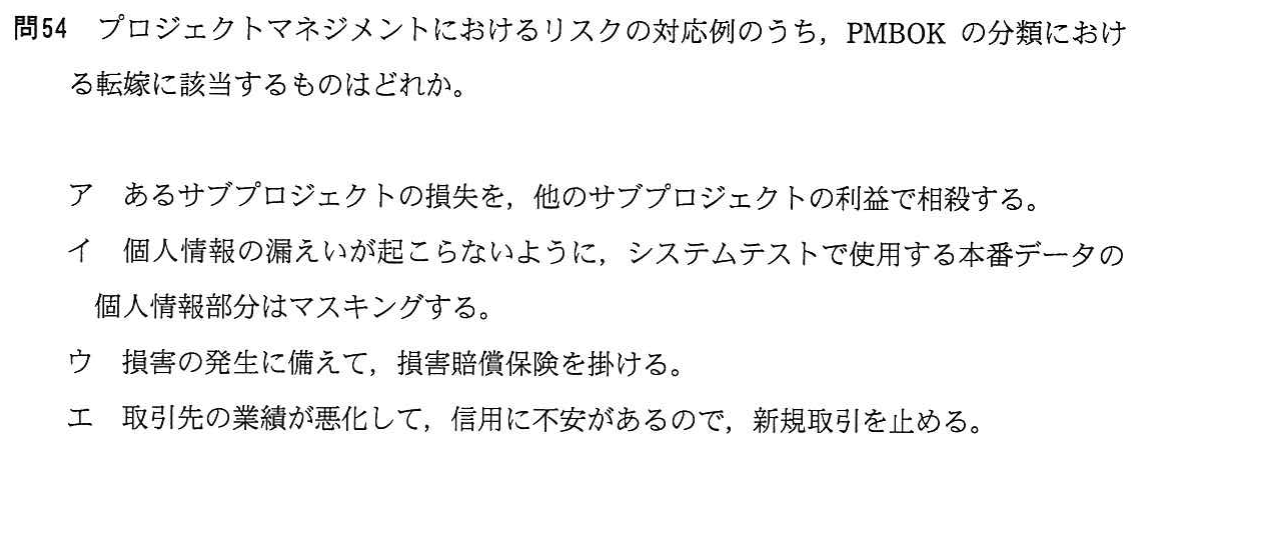 問54　プロジェクトマネジメントにおけるリスクの対応例のうち，PMBOK の分類におけ
る転嫁に該当するものはどれか。
ア　あるサブプロジェクトの損失を，他のサブプロジェクトの利益で相殺する。
イ　個人情報の漏えいが起こらないように，システムテストで使用する本番データの
個人情報部分はマスキングする。
ウ　損害の発生に備えて，損害賠償保険を掛ける。
エ　取引先の業績が悪化して，信用に不安があるので，新規取引を止める。